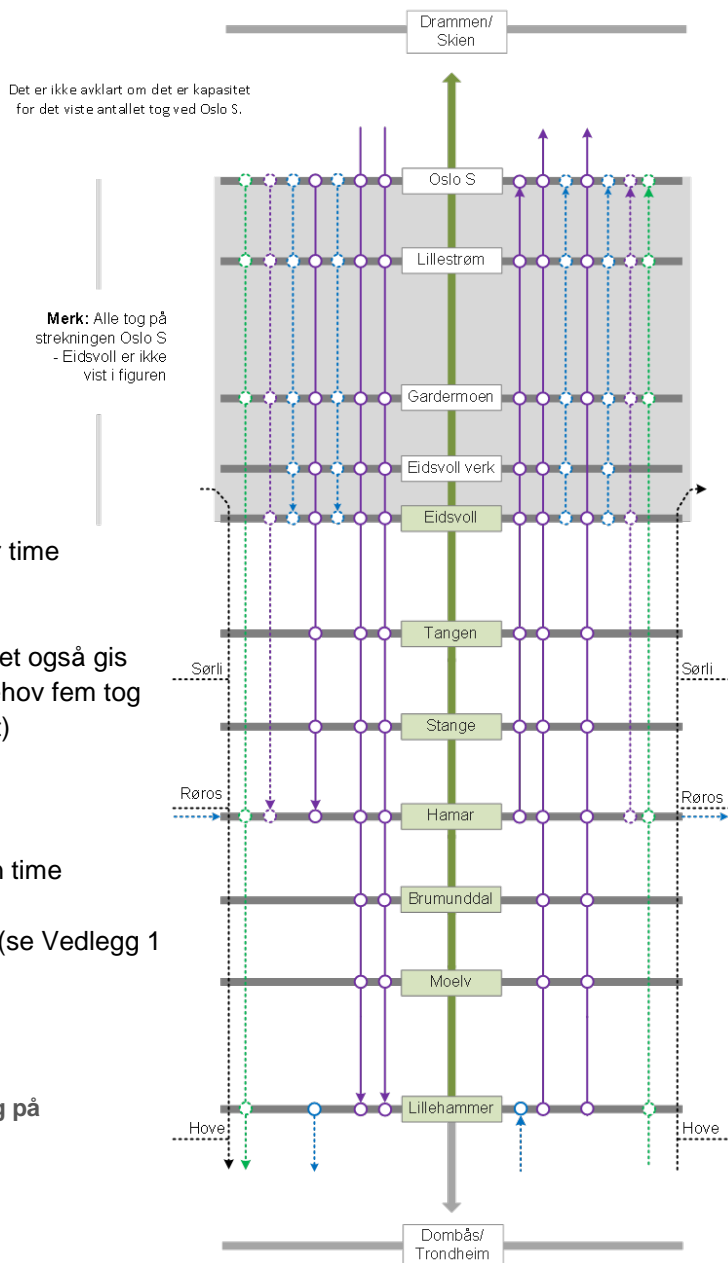 Drammen/
Skien
Det er ikke avklart om det er kapasitet
for det viste antallet tog ved Oslo S.
Oslo S
Lillestrøm
Merk: Alle tog på
strekningen Oslo S
- Eidsvoll er ikke
vist i figuren
Gardermoen
Eidsvoll verk
Eidsvoll
time
Tangen
et også gis
Sørli
Sørli
hov fem tog
Stange
Røros
Røros
Hamar
time
Brumunddal
(se Vedlegg 1
Moelv
på
Lillehammer
Hove
Hove
Dombås/
Trondheim